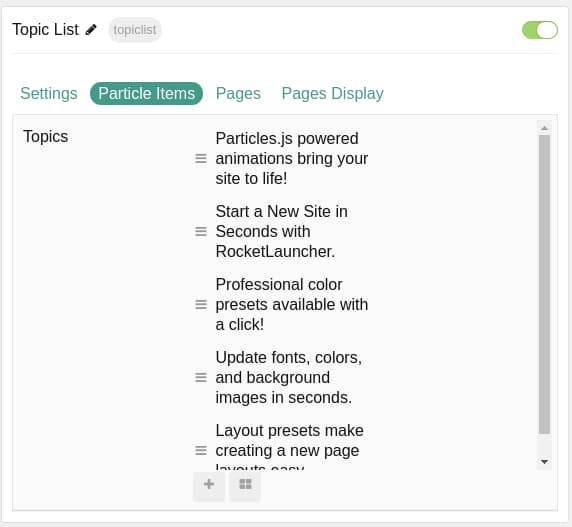 Topic List topiclist
Settings Particle Items Pages Pages Display
Topics
Particles.js powered
animations bring your
site to life!
Start a New Site in
Seconds with
RocketLauncher.
Professional color
presets available with
a click!
Update fonts, colors,
and background
images in seconds.
Layout presets make
creating a new page
layouts easy